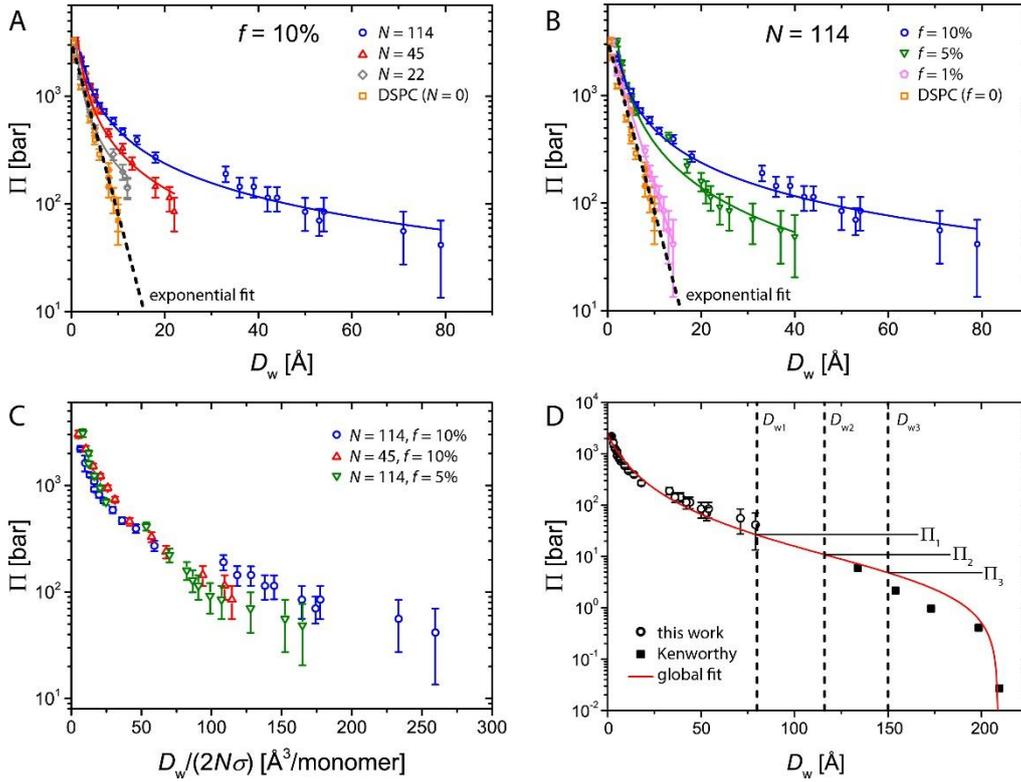 A
f = 10%
N = 114
N = 45
N = 22
DSPC (N = 0)
10³
10²
10¹
Π [bar]
exponential fit
0 20 40 60 80
D_w [Å]
B
N = 114
f = 10%
f = 5%
f = 1%
DSPC (f = 0)
10³
10²
10¹
Π [bar]
exponential fit
0 20 40 60 80
D_w [Å]
C
N = 114, f = 10%
N = 45, f = 10%
N = 114, f = 5%
10³
10²
10¹
Π [bar]
0 50 100 150 200 250 300
D_w/(2Nσ) [Å³/monomer]
D
D_w1 D_w2 D_w3
10⁴
10³
10²
10¹
10⁰
10⁻¹
10⁻²
Π [bar]
Π₁
Π₂
Π₃
this work
Kenworthy
global fit
0 50 100 150 200
D_w [Å]